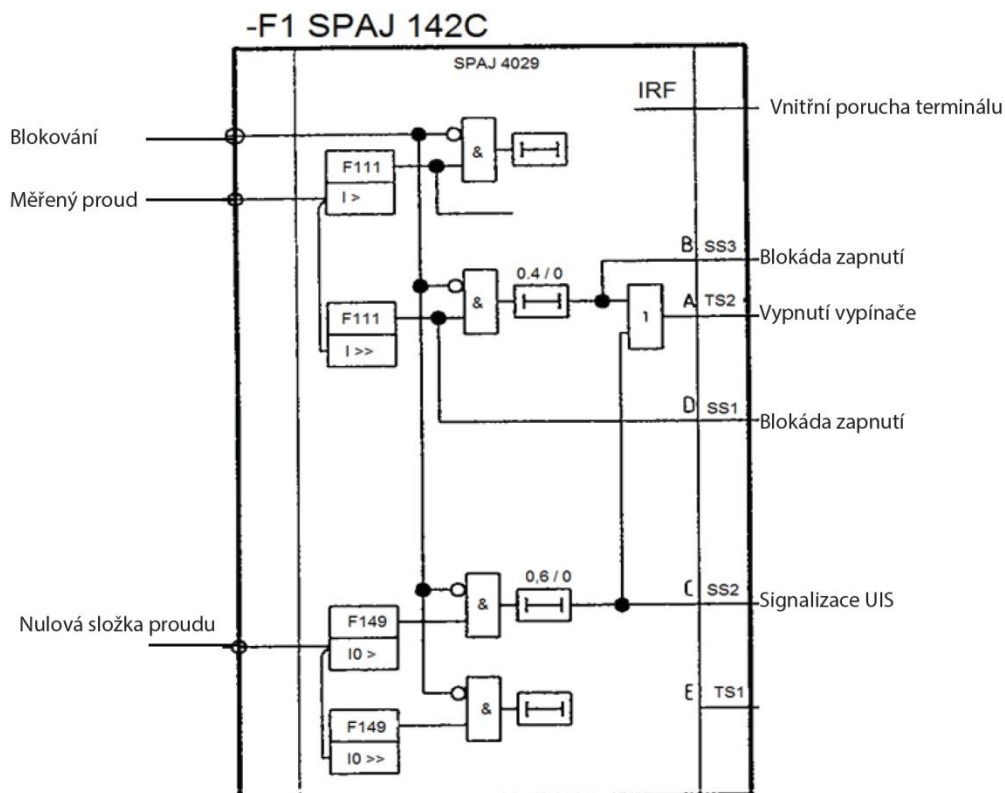 -F1 SPAJ 142C
SPAJ 4029
IRF
Vnitřní porucha terminálu
Blokování
&
F111
I >
Měřený proud
B SS3
Blokáda zapnutí
0.4 / 0
&
1
A TS2
Vypnutí vypínače
F111
I >>
D SS1
Blokáda zapnutí
0,6 / 0
&
C SS2
Signalizace UIS
F149
I0 >
Nulová složka proudu
&
E TS1
F149
I0 >>